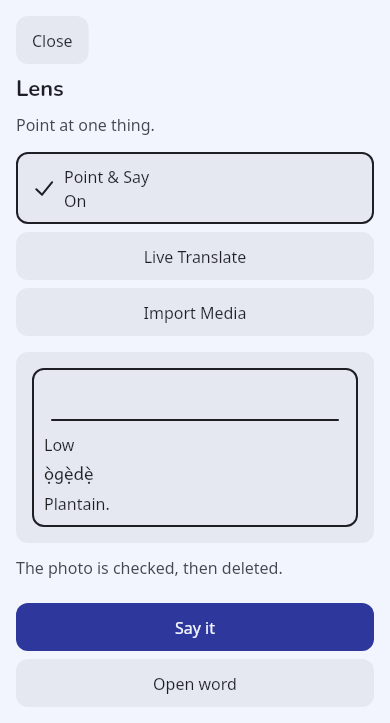 Close
Lens
Point at one thing.
Point & Say
On
Live Translate
Import Media
Low
ọ̀gẹ̀dẹ̀
Plantain.
The photo is checked, then deleted.
Say it
Open word